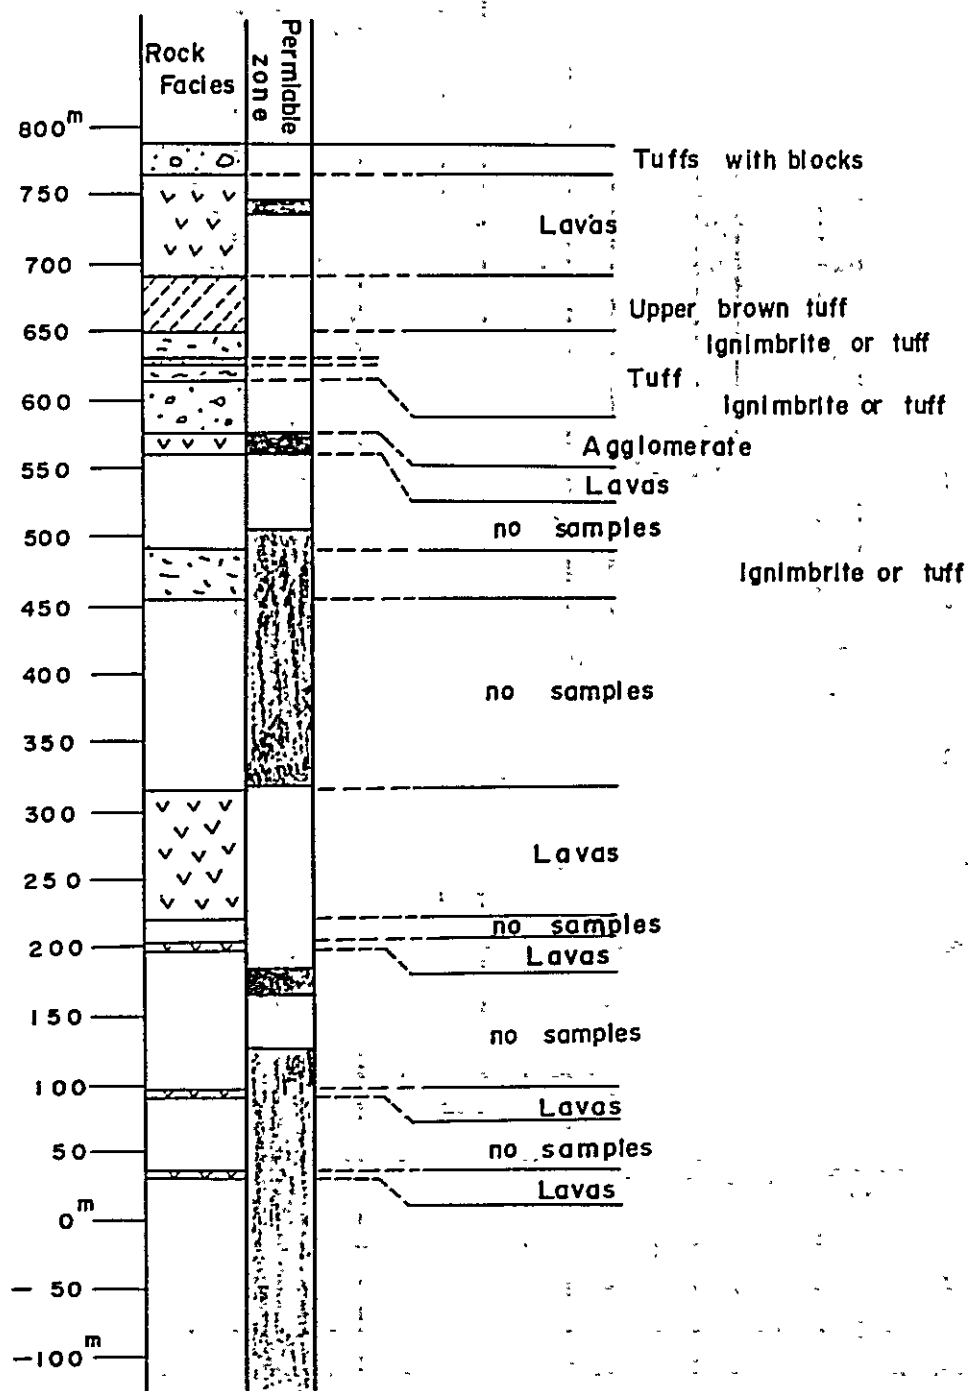 Rock
Facies
Permiable
zone
800m
Tuffs with blocks
750
Lavas
700
Upper brown tuff
650
Ignimbrite or tuff
Tuff
600
Ignimbrite or tuff
Agglomerate
550
Lavas
500
no samples
Ignimbrite or tuff
450
400
no samples
350
300
Lavas
250
no samples
200
Lavas
150
no samples
100
Lavas
50
no samples
Lavas
0m
- 50
-100m